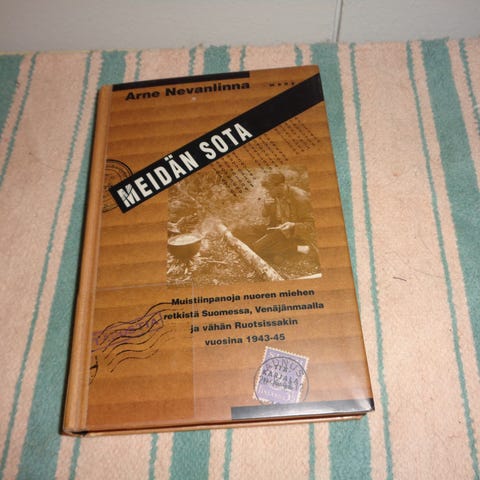 Arne Nevanlinna
MEIDÄN SOTA
Muistiinpanoja nuoren miehen
retkistä Suomessa, Venäjänmaalla
ja vähän Ruotsissakin
vuosina 1943-45